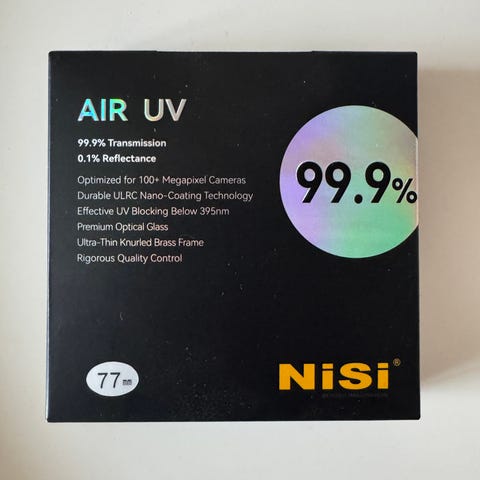 AIR UV
99.9% Transmission
0.1% Reflectance
Optimized for 100+ Megapixel Cameras
Durable ULRC Nano-Coating Technology
Effective UV Blocking Below 395nm
Premium Optical Glass
Ultra-Thin Knurled Brass Frame
Rigorous Quality Control
99.9%
77mm
NiSi®